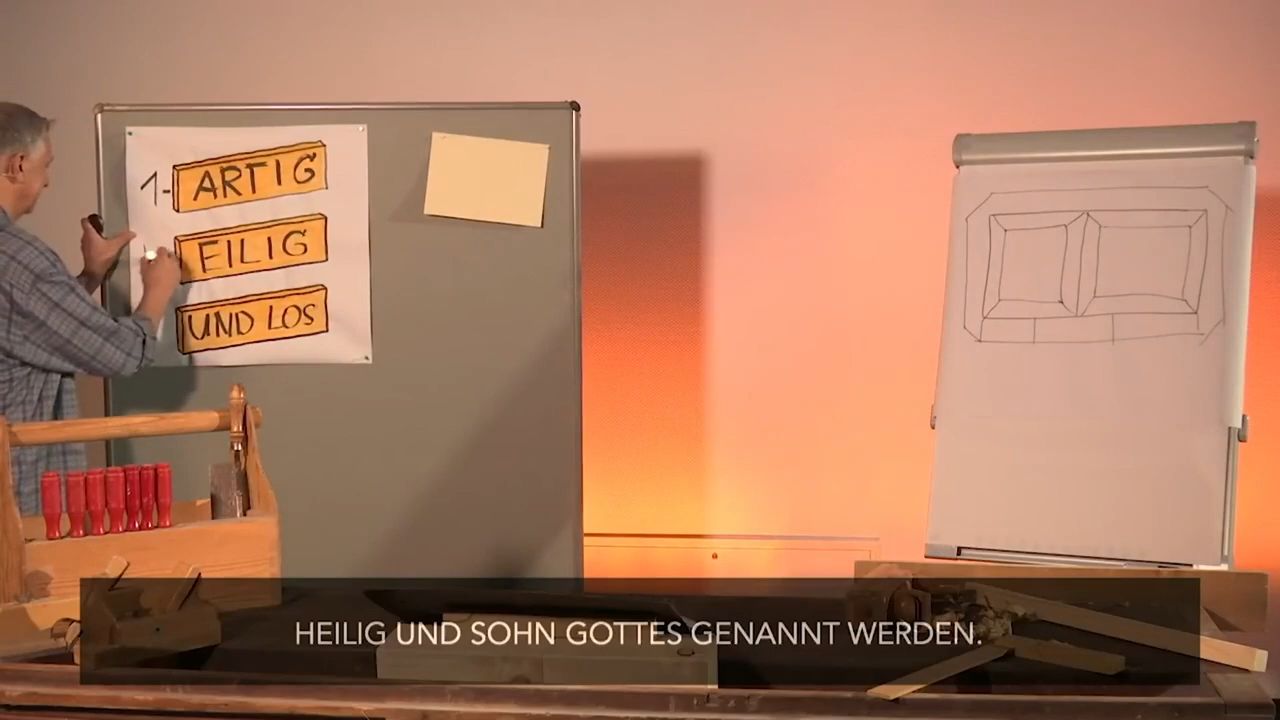 1- ARTIG
EILIG
UND LOS
HEILIG UND SOHN GOTTES GENANNT WERDEN.